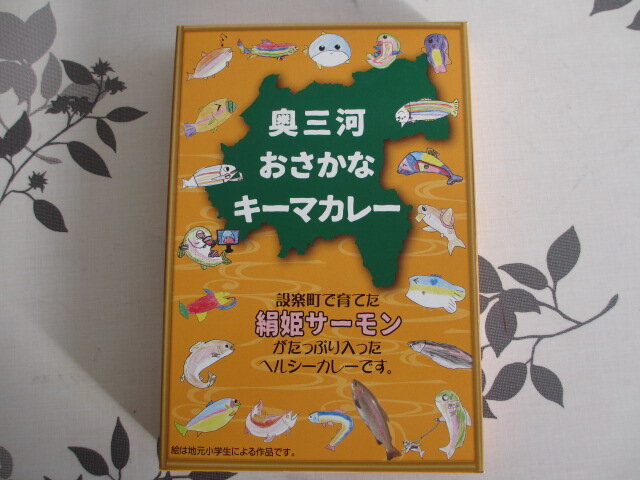 奥三河
おさかな
キーマカレー
設楽町で育てた
絹姫サーモン
がたっぷり入った
ヘルシーカレーです。
絵は地元小学生による作品です。